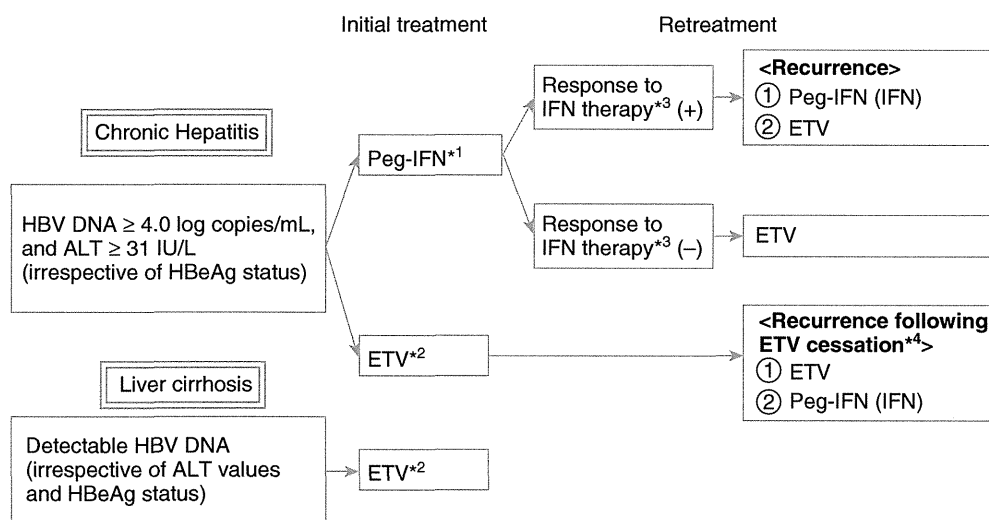 Initial treatment
Retreatment
Chronic Hepatitis
HBV DNA ≥ 4.0 log copies/mL,
and ALT ≥ 31 IU/L
(irrespective of HBeAg status)
Peg-IFN*1
Response to
IFN therapy*3 (+)
<Recurrence>
① Peg-IFN (IFN)
② ETV
Response to
IFN therapy*3 (–)
ETV
ETV*2
<Recurrence following
ETV cessation*4>
① ETV
② Peg-IFN (IFN)
Liver cirrhosis
Detectable HBV DNA
(irrespective of ALT values
and HBeAg status)
ETV*2